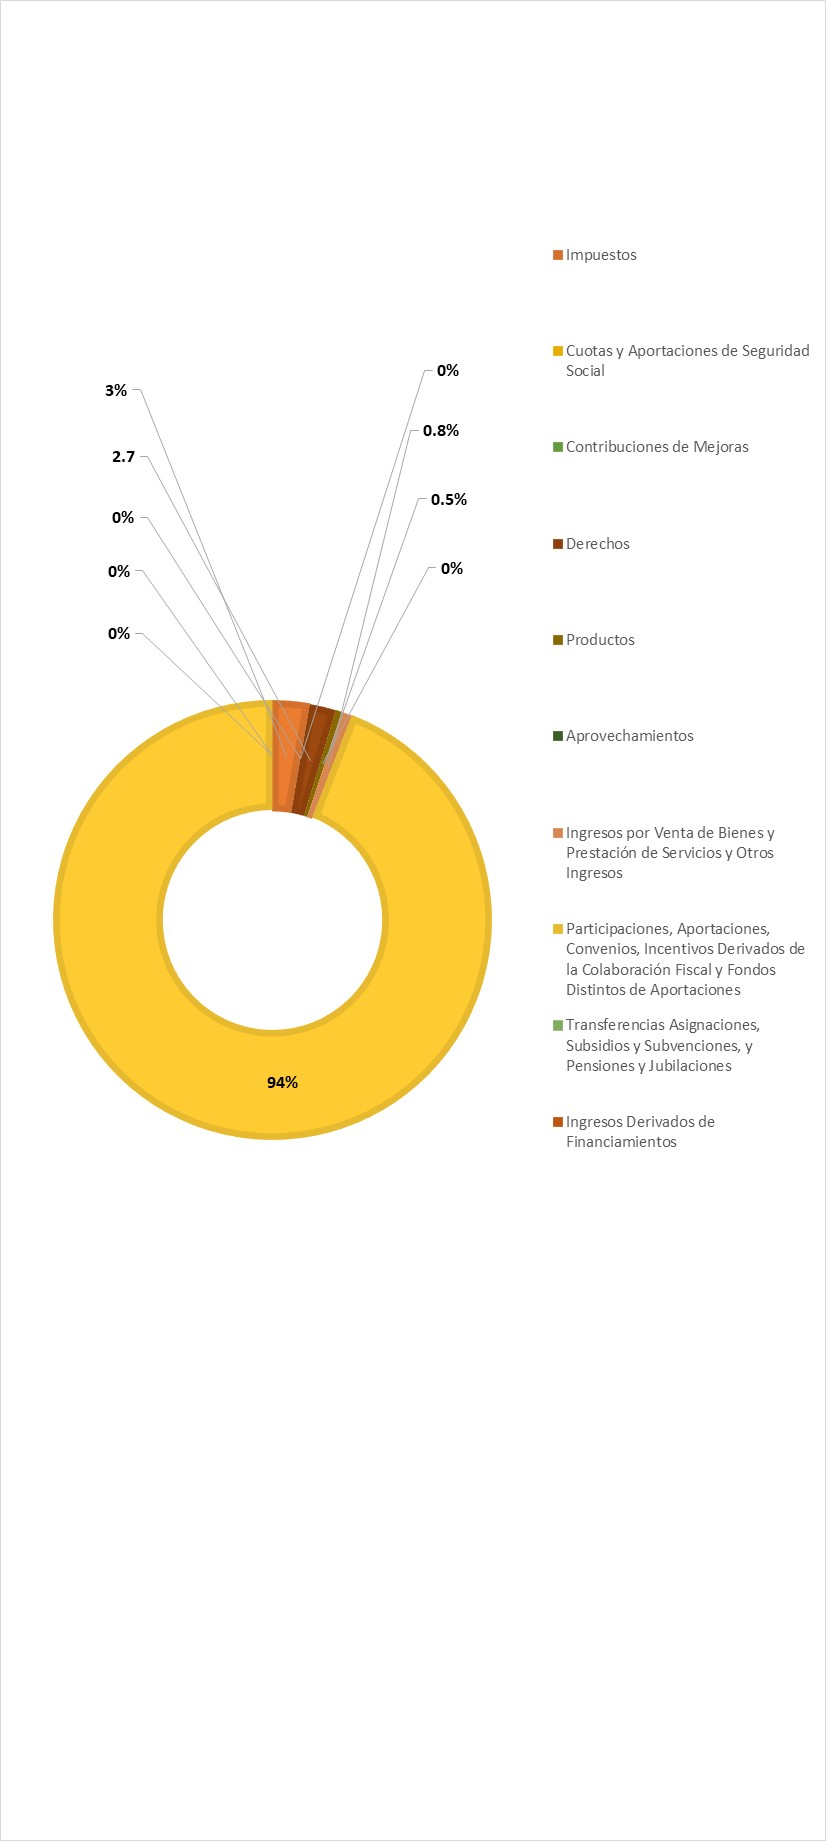 3%
2.7
0%
0%
0%
0%
0.8%
0.5%
0%
94%
Impuestos
Cuotas y Aportaciones de Seguridad
Social
Contribuciones de Mejoras
Derechos
Productos
Aprovechamientos
Ingresos por Venta de Bienes y
Prestación de Servicios y Otros
Ingresos
Participaciones, Aportaciones,
Convenios, Incentivos Derivados de
la Colaboración Fiscal y Fondos
Distintos de Aportaciones
Transferencias Asignaciones,
Subsidios y Subvenciones, y
Pensiones y Jubilaciones
Ingresos Derivados de
Financiamientos